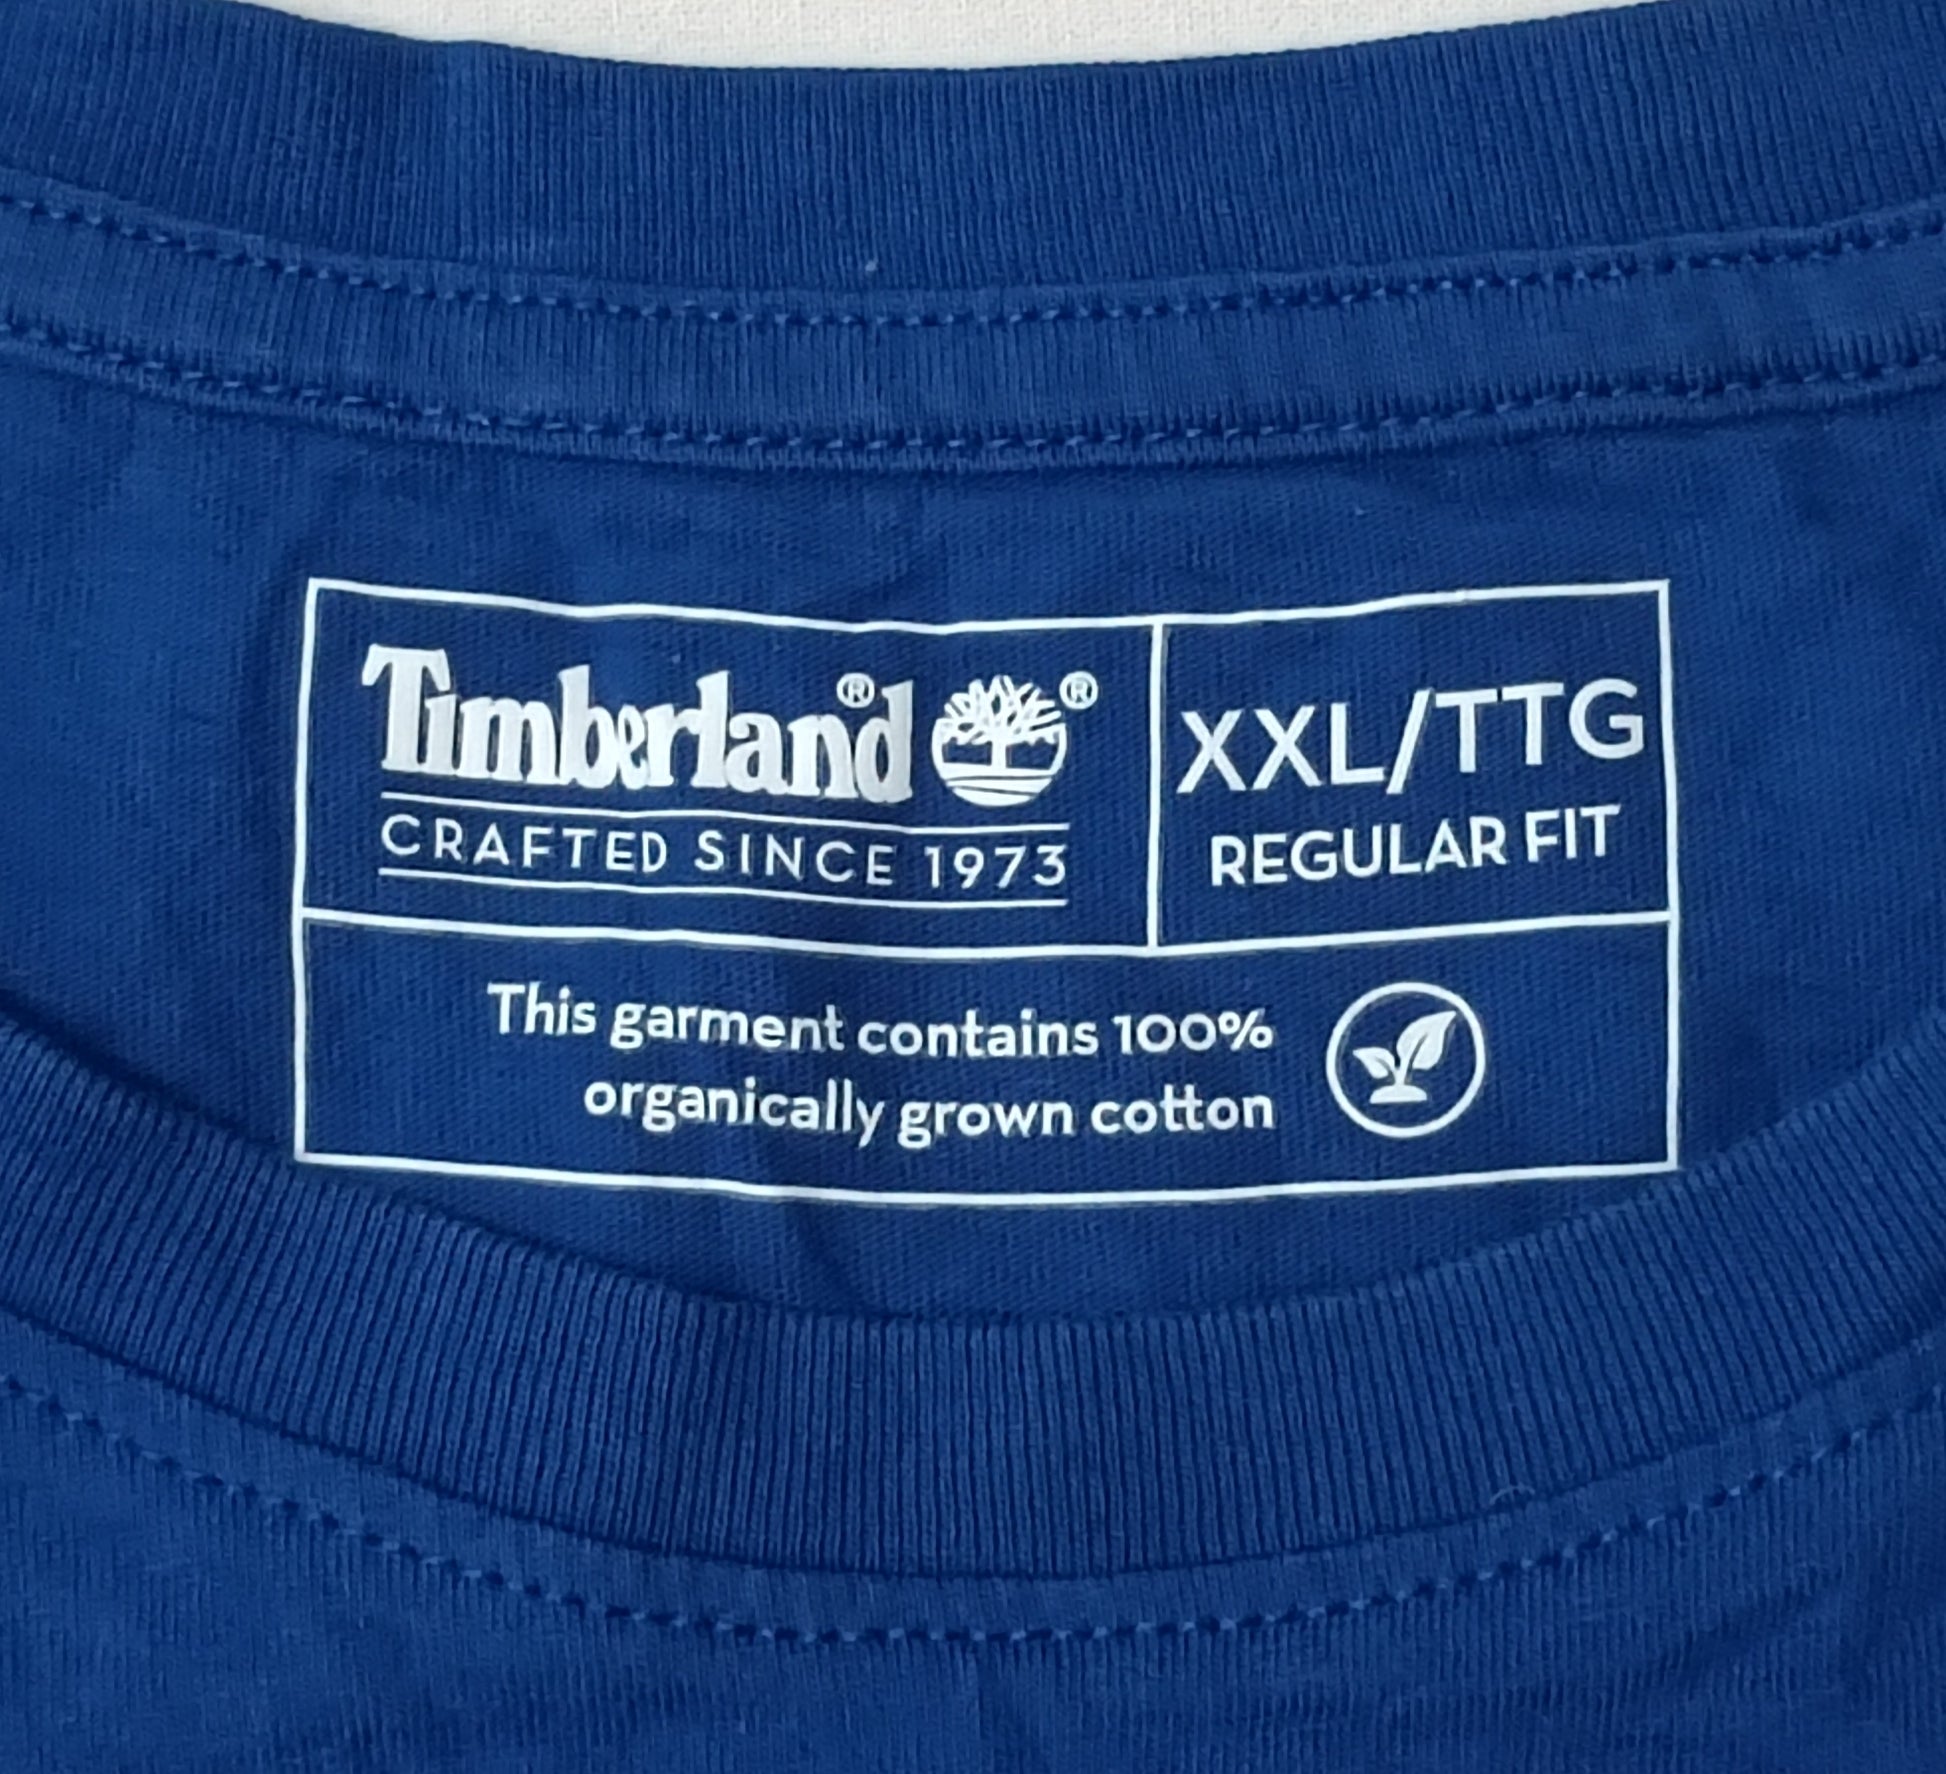 Timberland®
®
CRAFTED SINCE 1973
XXL/TTG
REGULAR FIT
This garment contains 100%
organically grown cotton